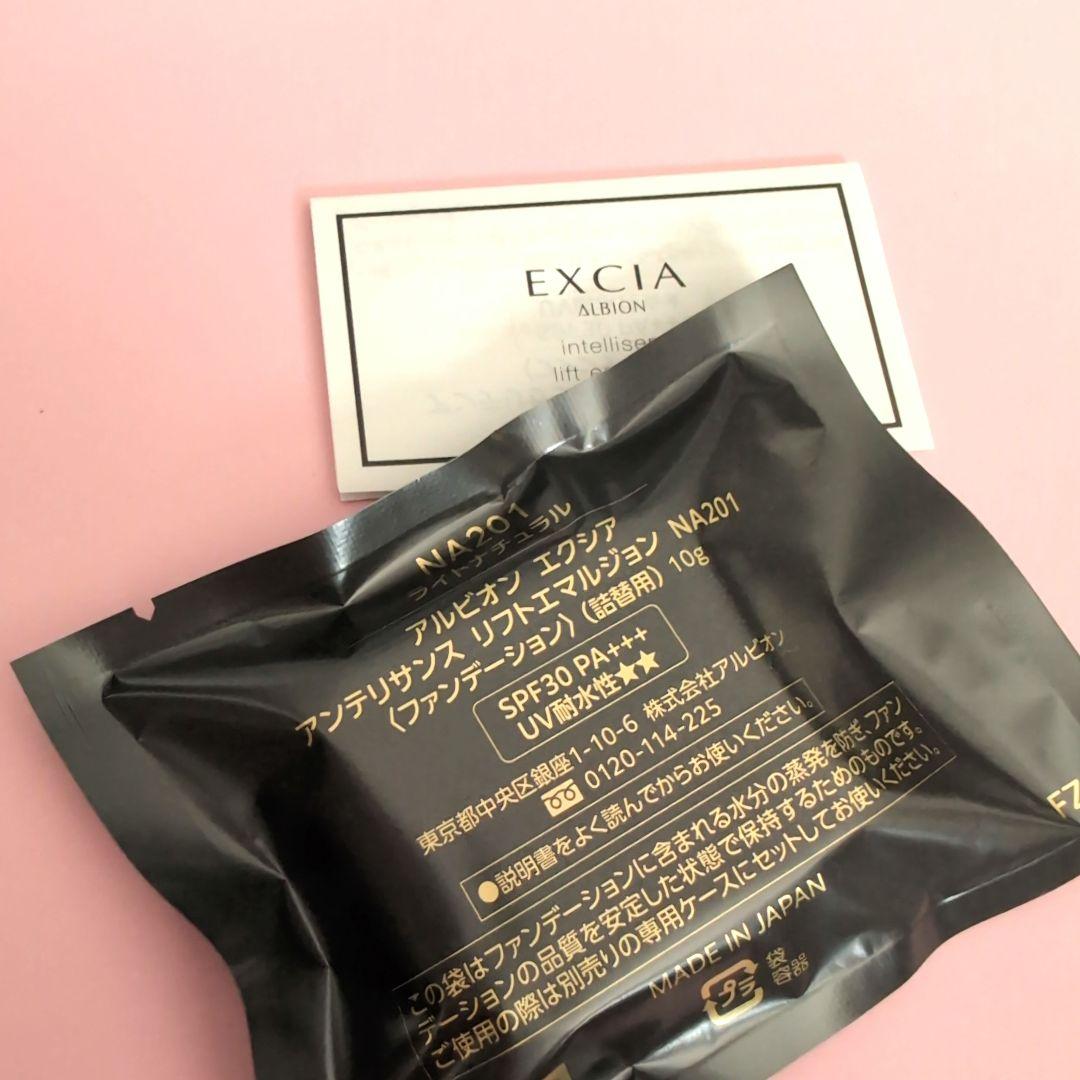 EXCIA
ALBION
intelliser
lift e
NA201
ライトナチュラル
アルビオン エクシア
アンテリサンス リフトエマルジョン NA201
〈ファンデーション〉(詰替用) 10g
SPF30 PA+++
UV耐水性★★
東京都中央区銀座1-10-6 株式会社アルビオン
0120-114-225
●説明書をよく読んでからお使いください。
この袋はファンデーションに含まれる水分の蒸発を防ぎ、ファン
デーションの品質を安定した状態で保持するためのものです。
ご使用の際は別売りの専用ケースにセットしてお使いください。
MADE IN JAPAN
プラ
袋
容器
FZ